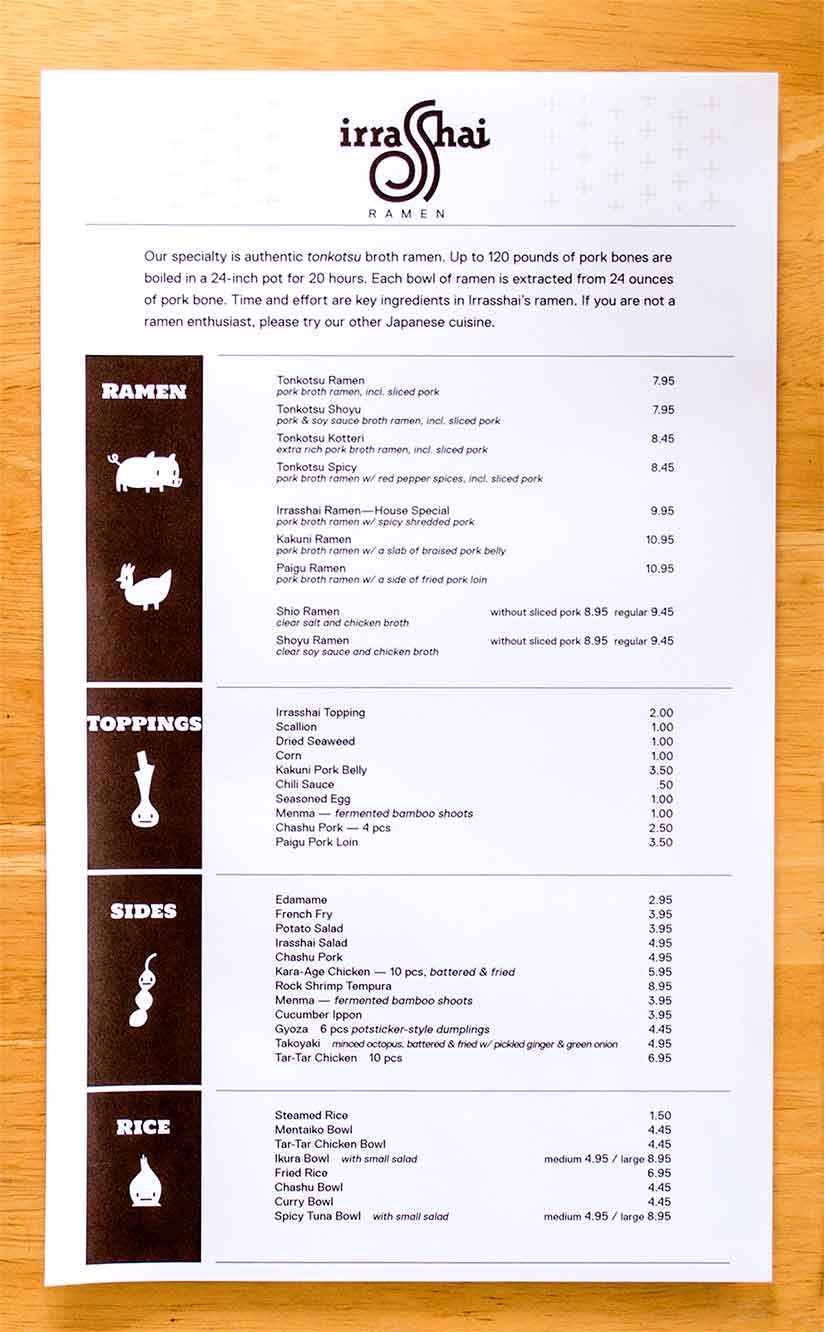 irraShai
RAMEN
Our specialty is authentic tonkotsu broth ramen. Up to 120 pounds of pork bones are
boiled in a 24-inch pot for 20 hours. Each bowl of ramen is extracted from 24 ounces
of pork bone. Time and effort are key ingredients in Irrasshai's ramen. If you are not a
ramen enthusiast, please try our other Japanese cuisine.
RAMEN
Tonkotsu Ramen 7.95
pork broth ramen, incl. sliced pork
Tonkotsu Shoyu 7.95
pork & soy sauce broth ramen, incl. sliced pork
Tonkotsu Kotteri 8.45
extra rich pork broth ramen, incl. sliced pork
Tonkotsu Spicy 8.45
pork broth ramen w/ red pepper spices, incl. sliced pork
Irrasshai Ramen—House Special 9.95
pork broth ramen w/ spicy shredded pork
Kakuni Ramen 10.95
pork broth ramen w/ a slab of braised pork belly
Paigu Ramen 10.95
pork broth ramen w/ a side of fried pork loin
Shio Ramen without sliced pork 8.95 regular 9.45
clear salt and chicken broth
Shoyu Ramen without sliced pork 8.95 regular 9.45
clear soy sauce and chicken broth
TOPPINGS
Irrasshai Topping 2.00
Scallion 1.00
Dried Seaweed 1.00
Corn 1.00
Kakuni Pork Belly 3.50
Chili Sauce .50
Seasoned Egg 1.00
Menma — fermented bamboo shoots 1.00
Chashu Pork — 4 pcs 2.50
Paigu Pork Loin 3.50
SIDES
Edamame 2.95
French Fry 3.95
Potato Salad 3.95
Irasshai Salad 4.95
Chashu Pork 4.95
Kara-Age Chicken — 10 pcs, battered & fried 5.95
Rock Shrimp Tempura 8.95
Menma — fermented bamboo shoots 3.95
Cucumber Ippon 3.95
Gyoza 6 pcs potsticker-style dumplings 4.45
Takoyaki minced octopus, battered & fried w/ pickled ginger & green onion 4.95
Tar-Tar Chicken 10 pcs 6.95
RICE
Steamed Rice 1.50
Mentaiko Bowl 4.45
Tar-Tar Chicken Bowl 4.45
Ikura Bowl with small salad medium 4.95 / large 8.95
Fried Rice 6.95
Chashu Bowl 4.45
Curry Bowl 4.45
Spicy Tuna Bowl with small salad medium 4.95 / large 8.95